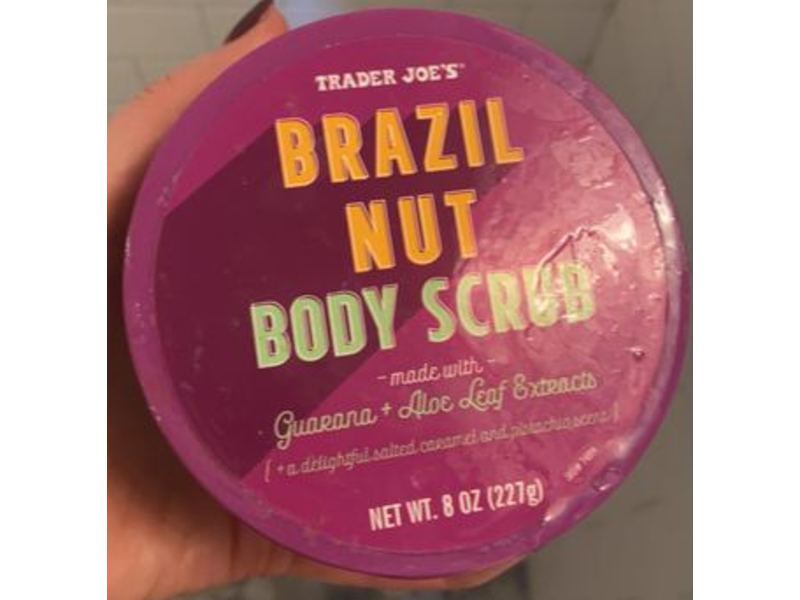 TRADER JOE'S
BRAZIL
NUT
BODY SCRUB
- made with -
Guarana + Aloe Leaf Extracts
{ + a delightful salted caramel and pistachio scent }
NET WT. 8 OZ (227g)